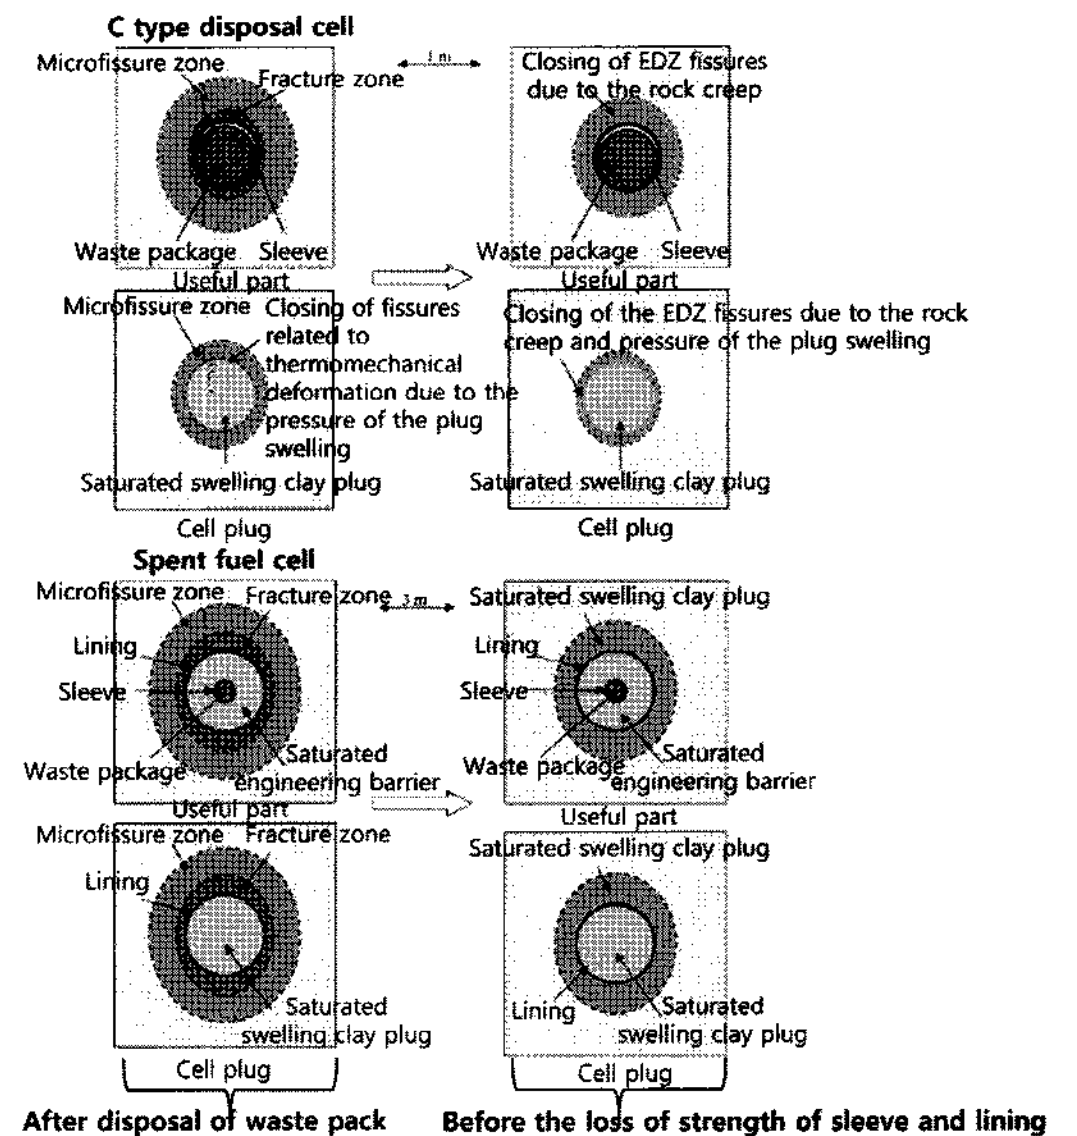 C type disposal cell
Microfissure zone
Fracture zone
1 m
Closing of EDZ fissures
due to the rock creep
Waste package
Sleeve
Waste package
Sleeve
Useful part
Useful part
Microfissure zone
Closing of fissures
related to
thermomechanical
deformation due to the
pressure of the plug
swelling
Closing of the EDZ fissures due to the rock
creep and pressure of the plug swelling
Saturated swelling clay plug
Saturated swelling clay plug
Cell plug
Cell plug
Spent fuel cell
Microfissure zone
Fracture zone
3 m
Saturated swelling clay plug
Lining
Lining
Sleeve
Sleeve
Waste package
Saturated
engineering barrier
Waste package
Saturated
engineering barrier
Useful part
Useful part
Microfissure zone
Fracture zone
Saturated swelling clay plug
Lining
Saturated
swelling clay plug
Lining
Saturated
swelling clay plug
Cell plug
Cell plug
After disposal of waste pack
Before the loss of strength of sleeve and lining